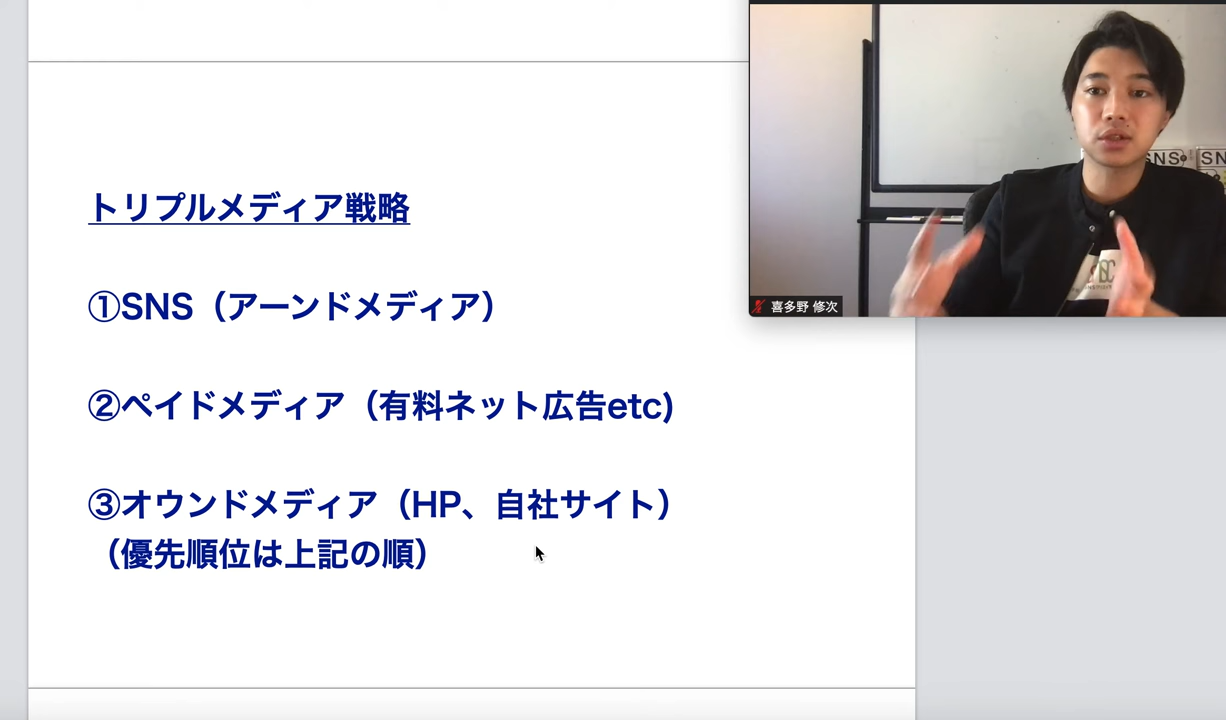 トリプルメディア戦略
①SNS（アーンドメディア）
②ペイドメディア（有料ネット広告etc)
③オウンドメディア（HP、自社サイト）
（優先順位は上記の順）
喜多野 修次
SNS
SN